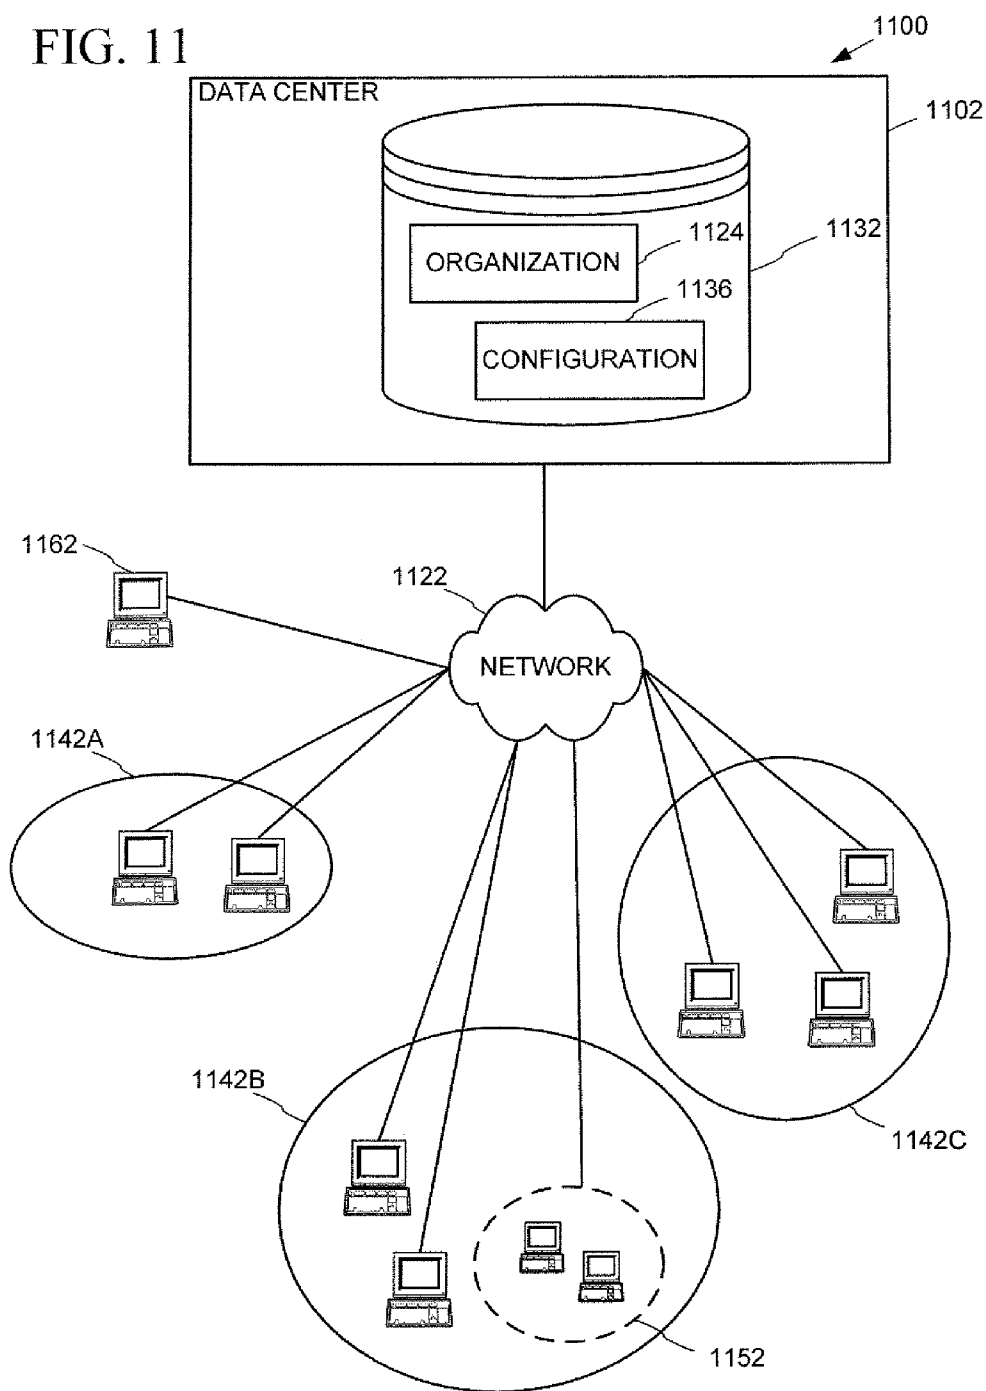 FIG. 11
1100
DATA CENTER
1102
1124
1132
ORGANIZATION
1136
CONFIGURATION
1162
1122
NETWORK
1142A
1142B
1142C
1152